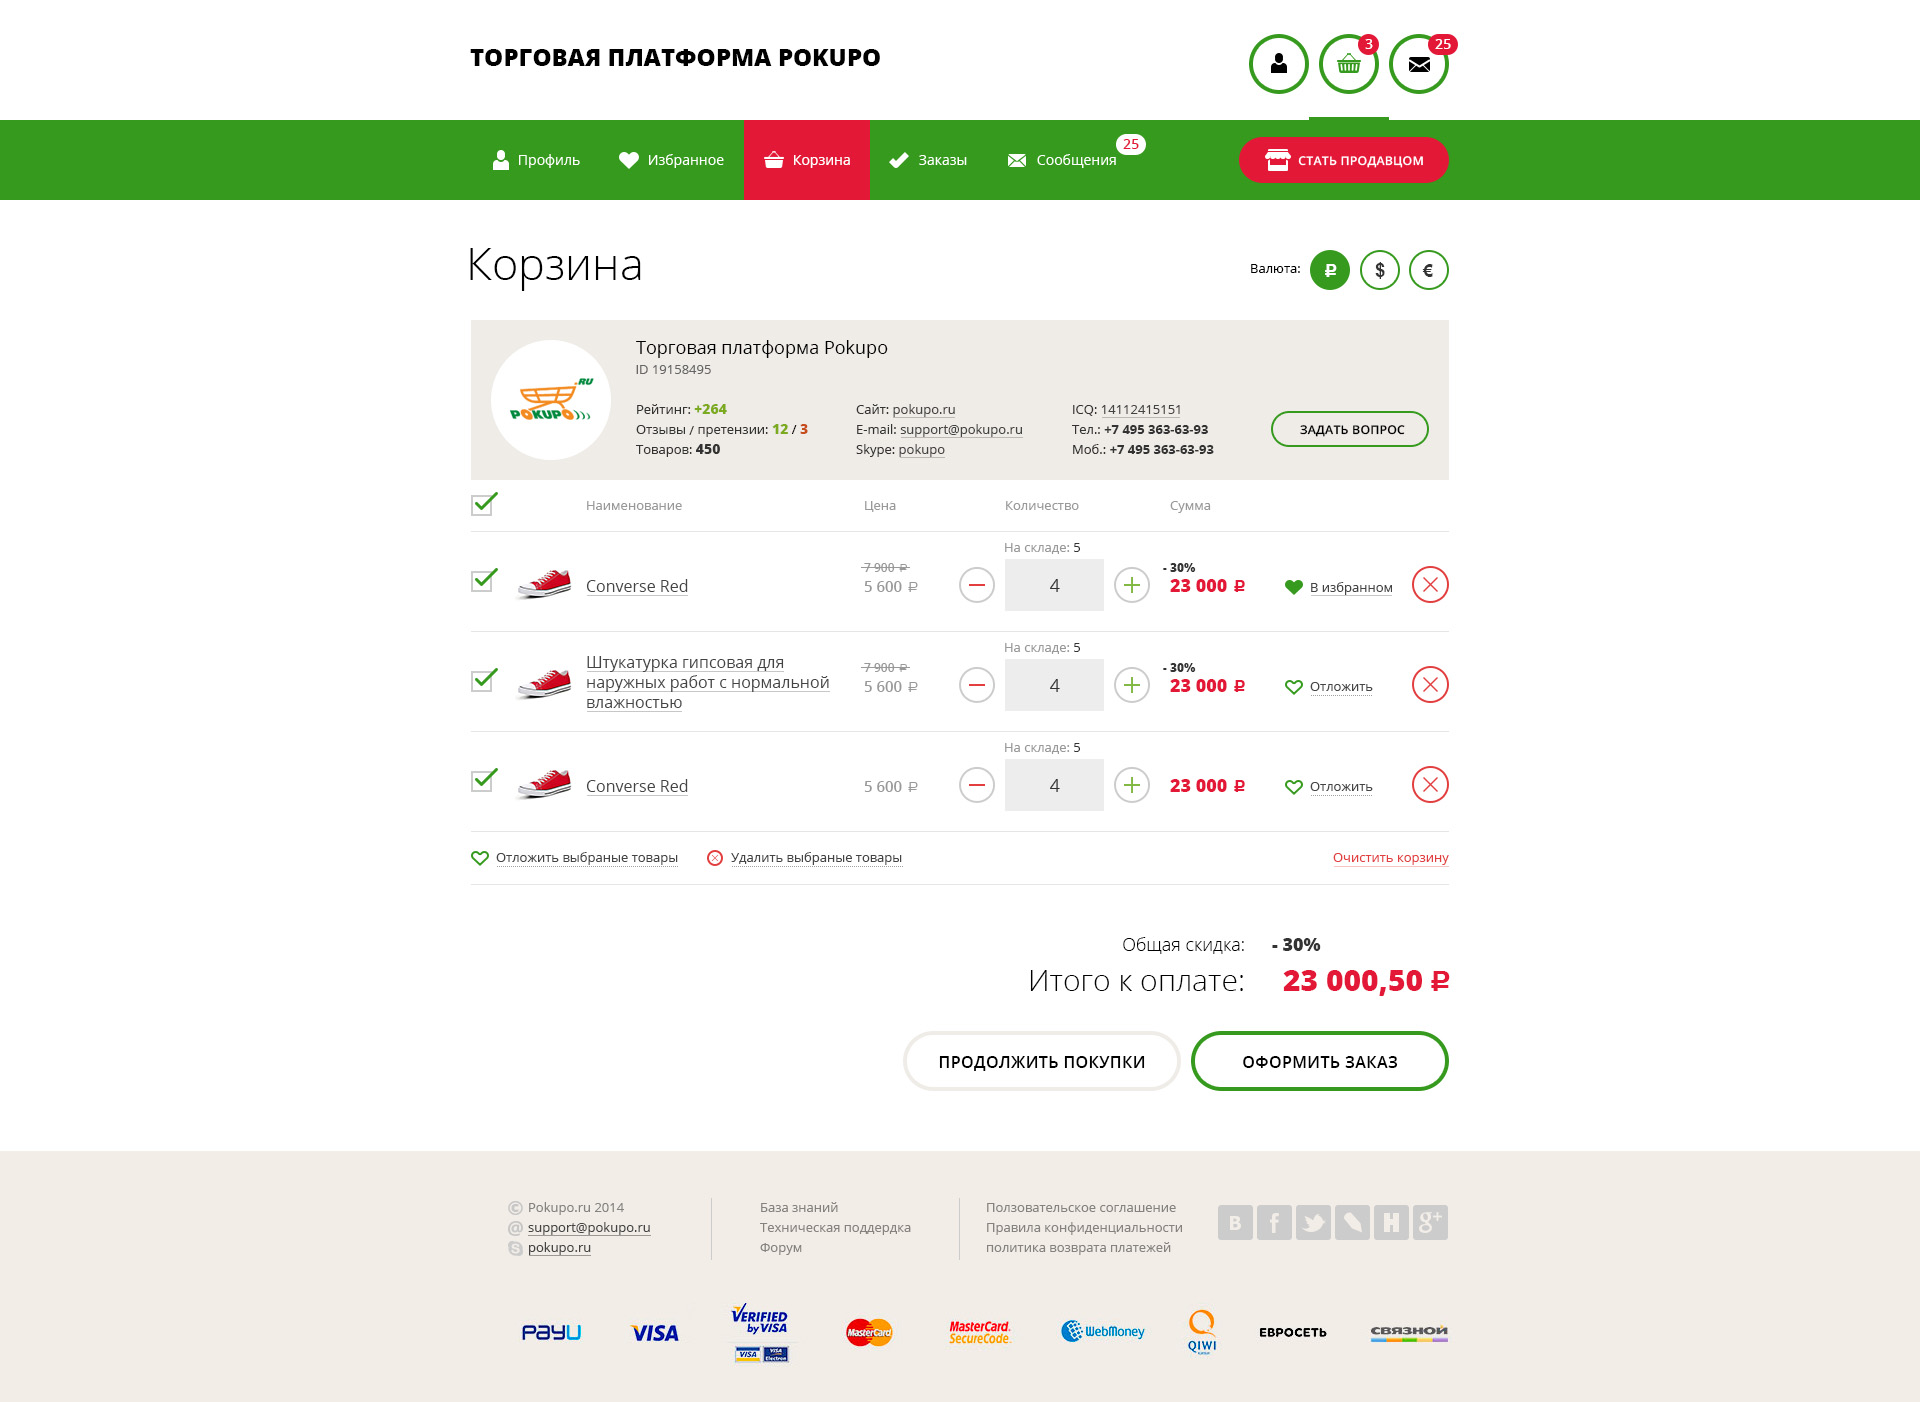 ТОРГОВАЯ ПЛАТФОРМА POKUPO
3
25
Профиль
Избранное
Корзина
Заказы
Сообщения
25
СТАТЬ ПРОДАВЦОМ
Корзина
Валюта: ₽ $ €
.RU
POKUPO
Торговая платформа Pokupo
ID 19158495
Рейтинг: +264
Отзывы / претензии: 12 / 3
Товаров: 450
Сайт: pokupo.ru
E-mail: support@pokupo.ru
Skype: pokupo
ICQ: 14112415151
Тел.: +7 495 363-63-93
Моб.: +7 495 363-63-93
ЗАДАТЬ ВОПРОС
Наименование Цена Количество Сумма
На складе: 5
Converse Red
7 900 ₽
5 600 ₽
4
- 30%
23 000 ₽
В избранном
На складе: 5
Штукатурка гипсовая для
наружных работ с нормальной
влажностью
7 900 ₽
5 600 ₽
4
- 30%
23 000 ₽
Отложить
На складе: 5
Converse Red
5 600 ₽
4
23 000 ₽
Отложить
Отложить выбраные товары
Удалить выбраные товары
Очистить корзину
Общая скидка: - 30%
Итого к оплате: 23 000,50 ₽
ПРОДОЛЖИТЬ ПОКУПКИ
ОФОРМИТЬ ЗАКАЗ
© Pokupo.ru 2014
@ support@pokupo.ru
pokupo.ru
База знаний
Техническая поддердка
Форум
Ползовательское соглашение
Правила конфиденциальности
политика возврата платежей
B f H g+
PayU
VISA
VERIFIED
by VISA
VISA
VISA
Electron
MasterCard
MasterCard.
SecureCode.
WebMoney
QIWI
ЕВРОСЕТЬ
СВЯЗНОЙ